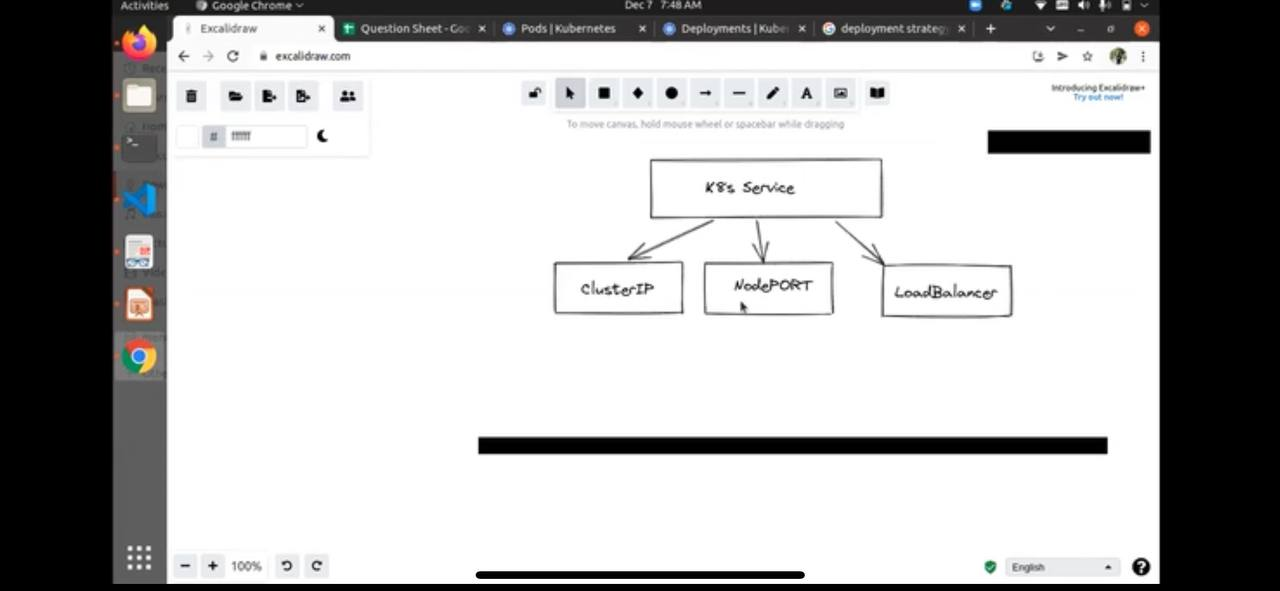 Activities Google Chrome Dec 7 7:48 AM
Excalidraw Question Sheet - Goo Pods | Kubernetes Deployments | Kube deployment strateg
excalidraw.com
Introducing Excalidraw+
Try out now!
A
To move canvas, hold mouse wheel or spacebar while dragging
# ffffff
K8s Service
ClusterIP NodePORT LoadBalancer
100% English